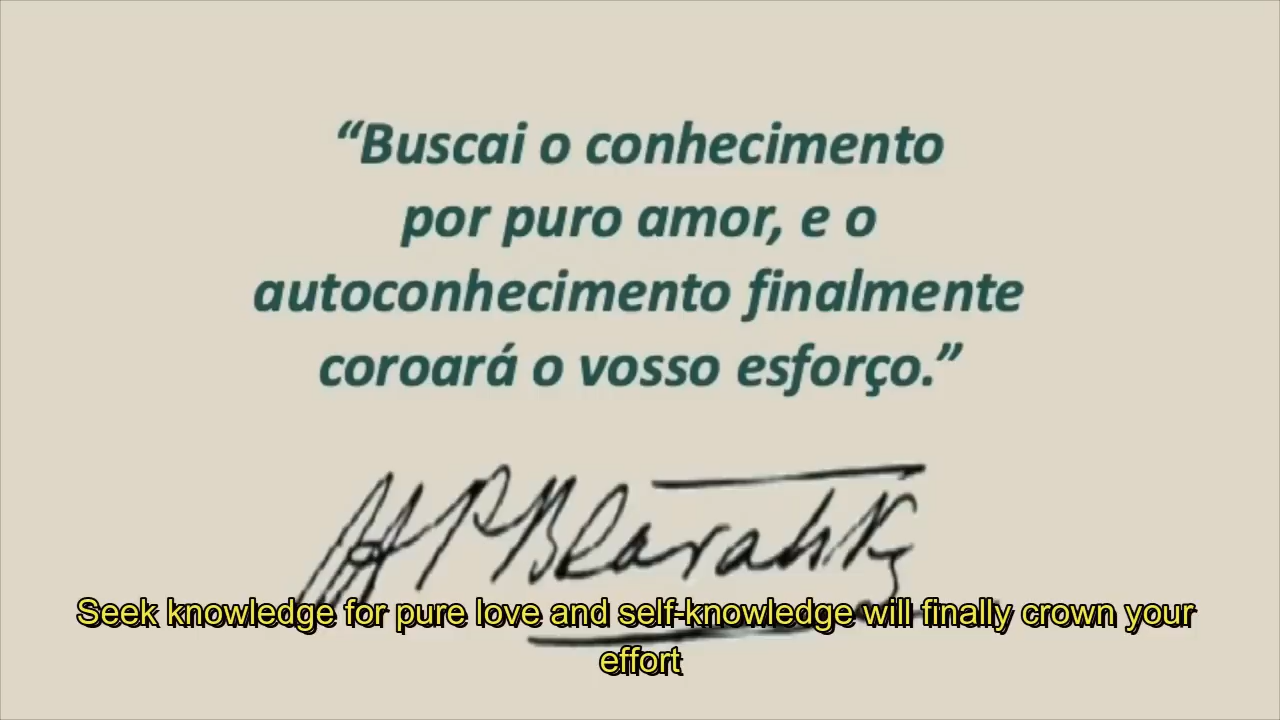 “Buscai o conhecimento
por puro amor, e o
autoconhecimento finalmente
coroará o vosso esforço.”
HPBlavatsky
Seek knowledge for pure love and self-knowledge will finally crown your
effort